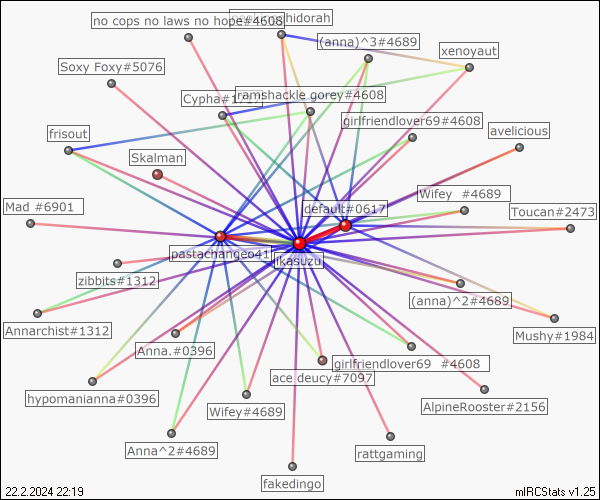 no cops no laws no hope#4608
hidorah
(anna)^3#4689
xenoyaut
Soxy Foxy#5076
Cypha#1
ramshackle gorey#4608
girlfriendlover69#4608
avelicious
frisout
Skalman
Wifey #4689
Mad #6901
default#0617
Toucan#2473
pastachangeo41
ikasuzu
zibbits#1312
(anna)^2#4689
Annarchist#1312
Mushy#1984
Anna.#0396
girlfriendlover69 #4608
ace deucy#7097
hypomanianna#0396
Wifey#4689
AlpineRooster#2156
Anna^2#4689
rattgaming
fakedingo
22.2.2024 22:19
mIRCStats v1.25